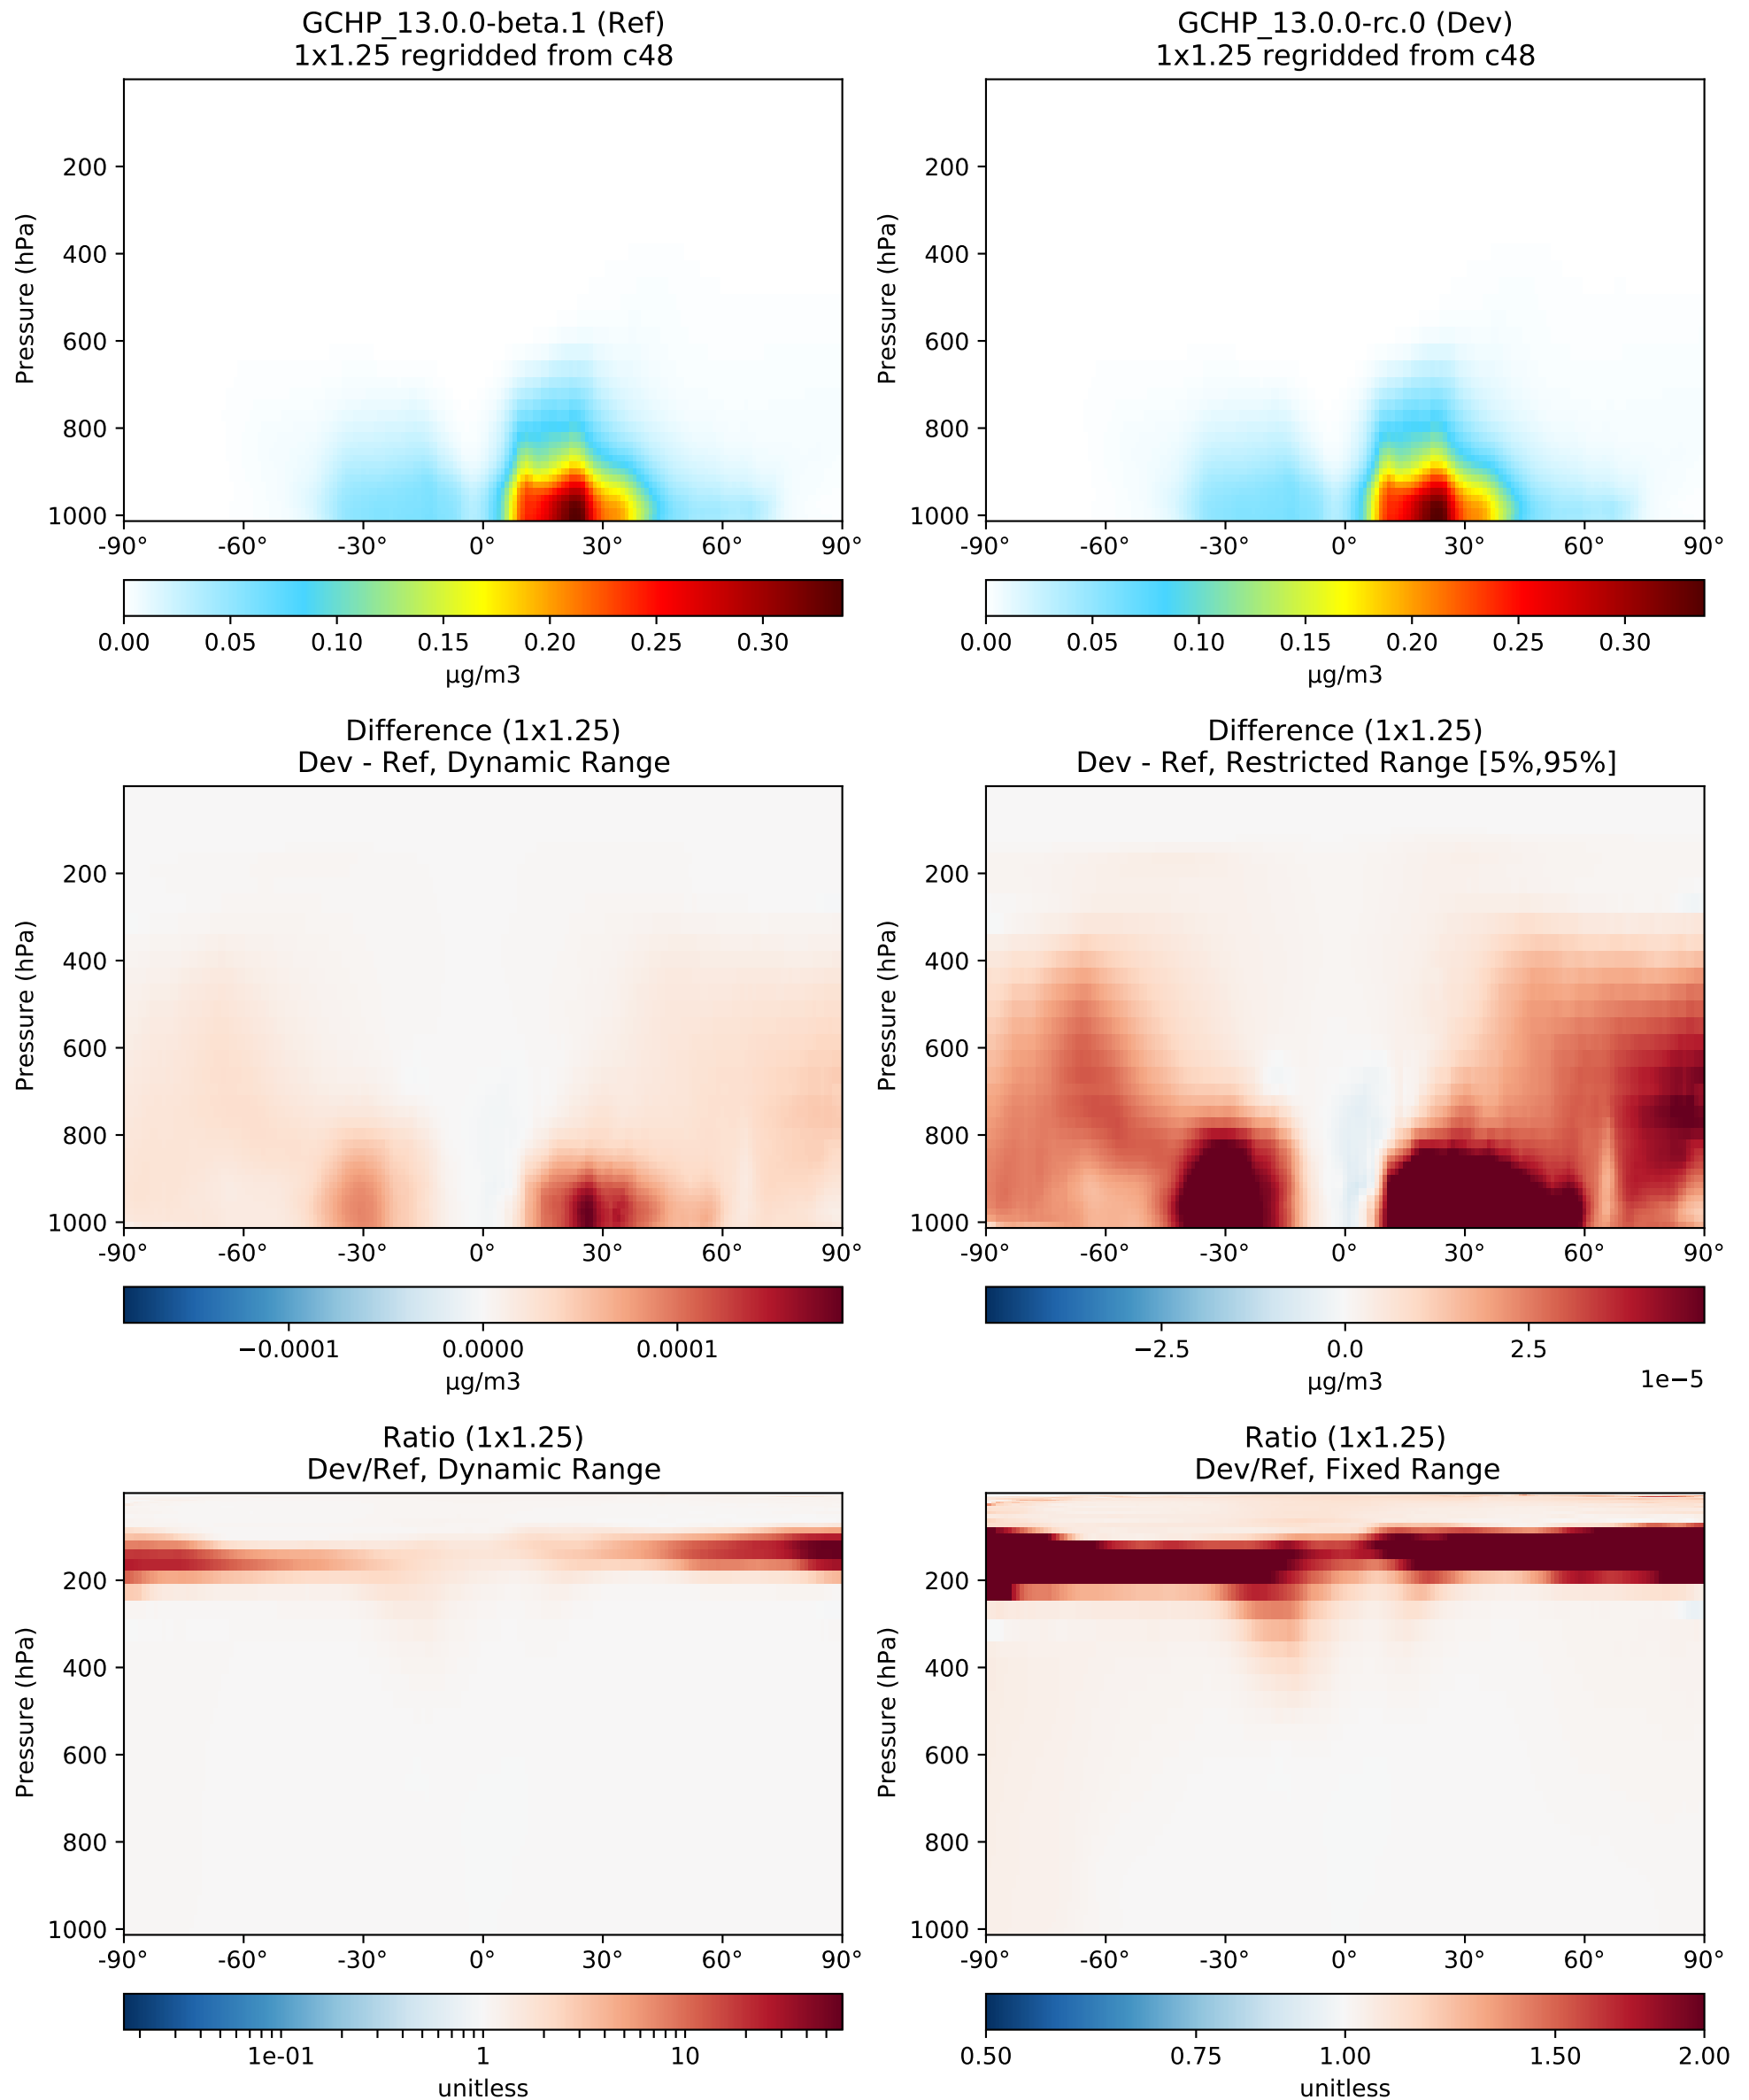 GCHP_13.0.0-beta.1 (Ref)
1x1.25 regridded from c48
Pressure (hPa)
200
400
600
800
1000
-90° -60° -30° 0° 30° 60° 90°
0.00 0.05 0.10 0.15 0.20 0.25 0.30
μg/m3
GCHP_13.0.0-rc.0 (Dev)
1x1.25 regridded from c48
Pressure (hPa)
200
400
600
800
1000
-90° -60° -30° 0° 30° 60° 90°
0.00 0.05 0.10 0.15 0.20 0.25 0.30
μg/m3
Difference (1x1.25)
Dev - Ref, Dynamic Range
Pressure (hPa)
200
400
600
800
1000
-90° -60° -30° 0° 30° 60° 90°
−0.0001 0.0000 0.0001
μg/m3
Difference (1x1.25)
Dev - Ref, Restricted Range [5%,95%]
Pressure (hPa)
200
400
600
800
1000
-90° -60° -30° 0° 30° 60° 90°
−2.5 0.0 2.5
μg/m3
1e−5
Ratio (1x1.25)
Dev/Ref, Dynamic Range
Pressure (hPa)
200
400
600
800
1000
-90° -60° -30° 0° 30° 60° 90°
1e-01 1 10
unitless
Ratio (1x1.25)
Dev/Ref, Fixed Range
Pressure (hPa)
200
400
600
800
1000
-90° -60° -30° 0° 30° 60° 90°
0.50 0.75 1.00 1.50 2.00
unitless